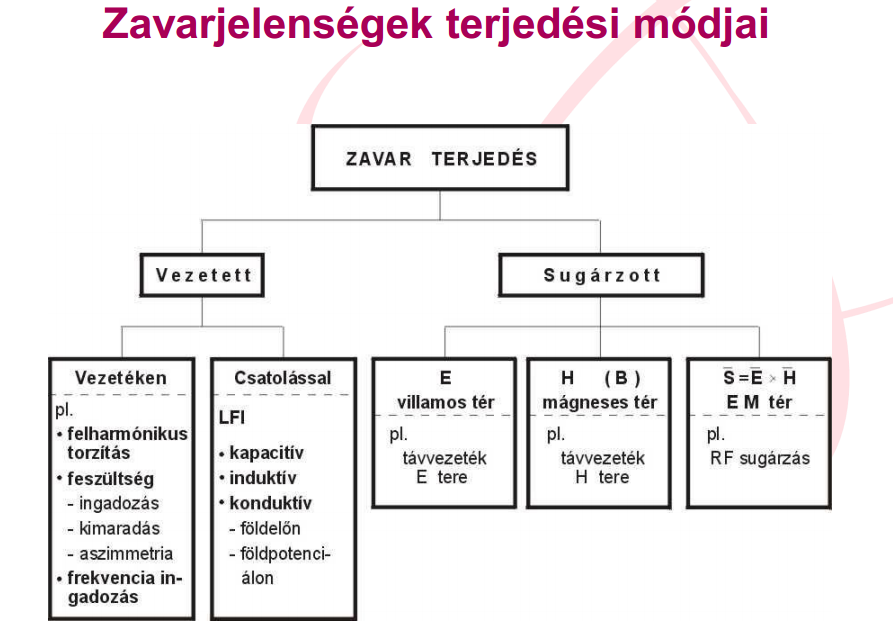 Zavarjelenségek terjedési módjai
ZAVAR TERJEDÉS
Vezetett
Sugárzott
Vezetéken
pl.
• felharmónikus
torzítás
• feszültség
- ingadozás
- kimaradás
- aszimmetria
• frekvencia in-
gadozás
Csatolással
LFI
• kapacitív
• induktív
• konduktív
- földelőn
- földpotenci-
álon
E
villamos tér
pl.
távvezeték
E tere
H (B)
mágneses tér
pl.
távvezeték
H tere
S̄=Ē×H̄
EM tér
pl.
RF sugárzás